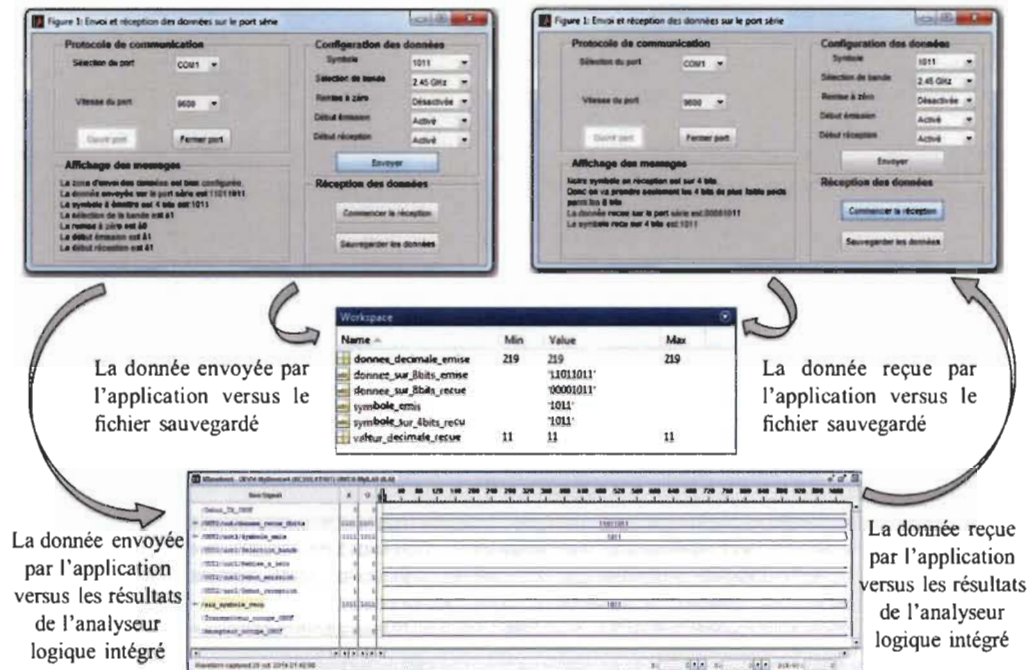 Figure 1: Envoi et réception des données sur le port série
Protocole de communication
Sélection du port
COM1
Vitesse du port
9600
Ouvrir port
Fermer port
Configuration des données
Symbole
1011
Sélection de bande
2.45 GHz
Remise à zéro
Désactivée
Début émission
Activé
Début réception
Activé
Envoyer
Affichage des messages
La zone d'envoi des données est bien configurée
La donnée envoyée sur le port série est:11011011
Le symbole à émettre sur 4 bits est:1011
La sélection de la bande est à1
La remise à zéro est à0
Le début émission est à1
Le début réception est à1
Réception des données
Commencer la réception
Sauvegarder les données
Figure 1: Envoi et réception des données sur le port série
Protocole de communication
Sélection du port
COM1
Vitesse du port
9600
Ouvrir port
Fermer port
Configuration des données
Symbole
1011
Sélection de bande
2.45 GHz
Remise à zéro
Désactivée
Début émission
Activé
Début réception
Activé
Envoyer
Affichage des messages
Notre symbole en réception est sur 4 bits.
Donc on va prendre seulement les 4 bits de plus faible poids
parmi les 8 bits
La donnée recue sur le port série est:00001011
Le symbole recu sur 4 bits est:1011
Réception des données
Commencer la réception
Sauvegarder les données
Workspace
Name Min Value Max
donnee_decimale_emise 219 219 219
donnee_sur_8bits_emise '11011011'
donnee_sur_8bits_recue '00001011'
symbole_emis '1011'
symbole_sur_4bits_recu '1011'
valeur_decimale_recue 11 11 11
La donnée envoyée par
l'application versus le
fichier sauvegardé
La donnée reçue par
l'application versus le
fichier sauvegardé
La donnée envoyée
par l'application
versus les résultats
de l'analyseur
logique intégré
Bus/Signal X O
11011011
1011
1011
La donnée reçue
par l'application
versus les résultats
de l'analyseur
logique intégré